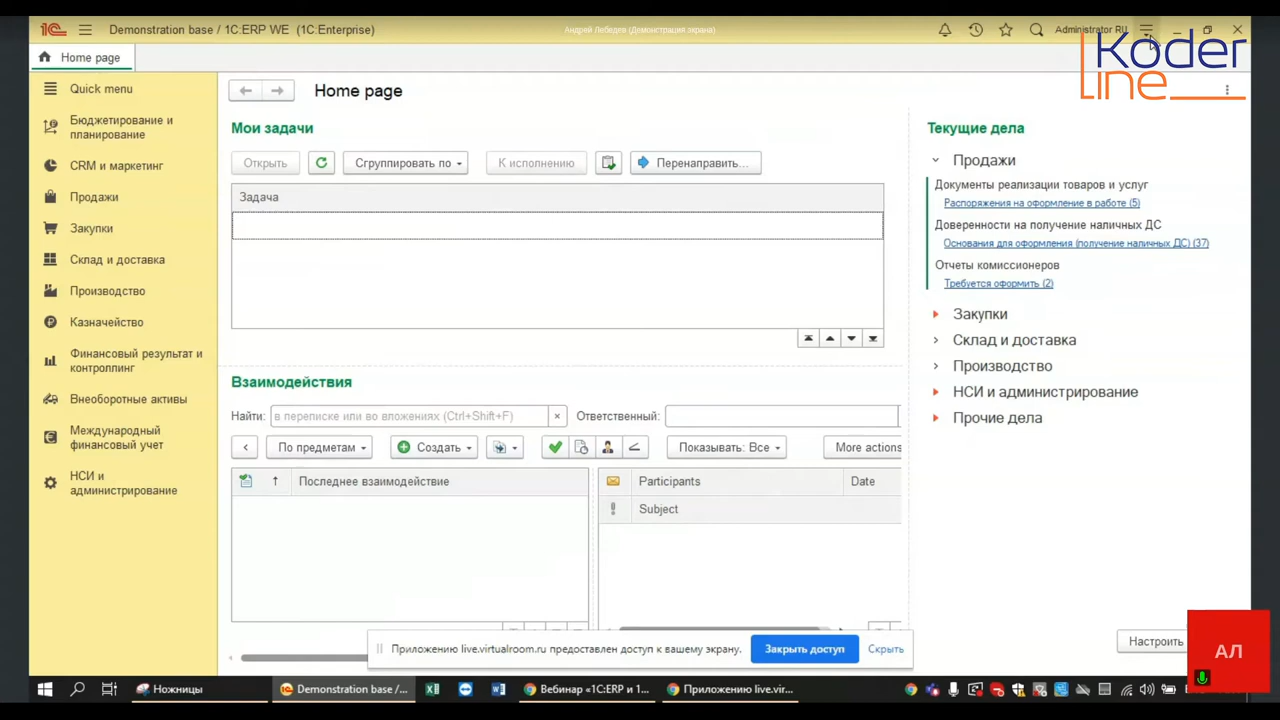 Demonstration base / 1C:ERP WE (1C:Enterprise)
Андрей Лебедев (Демонстрация экрана)
Administrator RU
Koder
line
Home page
Quick menu
Бюджетирование и
планирование
CRM и маркетинг
Продажи
Закупки
Склад и доставка
Производство
Казначейство
Финансовый результат и
контроллинг
Внеоборотные активы
Международный
финансовый учет
НСИ и
администрирование
Home page
Мои задачи
Открыть
Сгруппировать по
К исполнению
Перенаправить...
Задача
Взаимодействия
Найти:
в переписке или во вложениях (Ctrl+Shift+F)
Ответственный:
По предметам
Создать
Показывать: Все
More actions
Последнее взаимодействие
Participants
Date
Subject
Текущие дела
Продажи
Документы реализации товаров и услуг
Распоряжения на оформление в работе (5)
Доверенности на получение наличных ДС
Основания для оформления (получение наличных ДС) (37)
Отчеты комиссионеров
Требуется оформить (2)
Закупки
Склад и доставка
Производство
НСИ и администрирование
Прочие дела
Настроить
АЛ
Приложению live.virtualroom.ru предоставлен доступ к вашему экрану.
Закрыть доступ
Скрыть
Ножницы
Demonstration base /...
Вебинар «1С:ERP и 1...
Приложению live.vir...